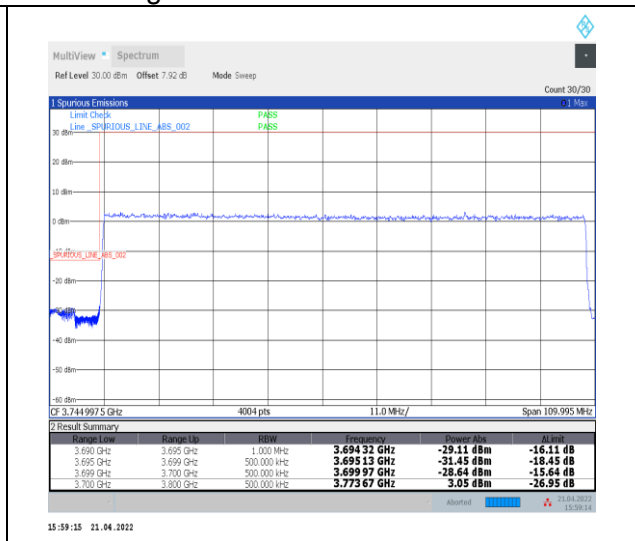 MultiView Spectrum
Ref Level 30.00 dBm Offset 7.92 dB Mode Sweep
Count 30/30
1 Spurious Emissions 1 Max
Limit Check PASS
Line _SPURIOUS_LINE_ABS_002 PASS
30 dBm
20 dBm
10 dBm
0 dBm
_SPURIOUS_LINE_ABS_002
-20 dBm
-40 dBm
-50 dBm
-60 dBm
CF 3.744 997 5 GHz 4004 pts 11.0 MHz/ Span 109.995 MHz
2 Result Summary
Range Low Range Up RBW Frequency Power Abs ΔLimit
3.690 GHz 3.695 GHz 1.000 MHz 3.694 32 GHz -29.11 dBm -16.11 dB
3.695 GHz 3.699 GHz 500.000 kHz 3.695 13 GHz -31.45 dBm -18.45 dB
3.699 GHz 3.700 GHz 500.000 kHz 3.699 97 GHz -28.64 dBm -15.64 dB
3.700 GHz 3.800 GHz 500.000 kHz 3.773 67 GHz 3.05 dBm -26.95 dB
Aborted 21.04.2022
15:59:14
15:59:15 21.04.2022